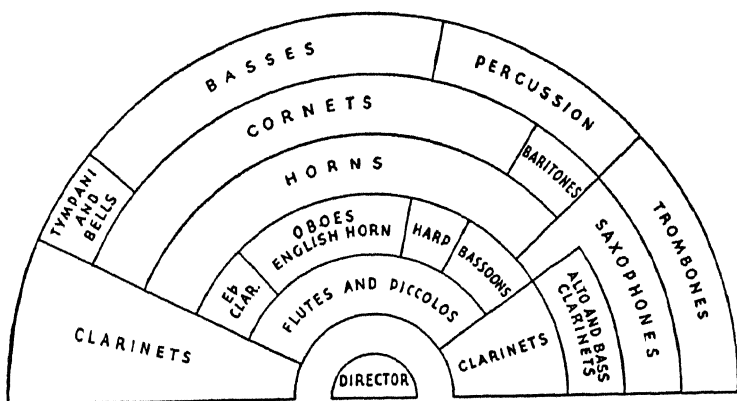 BASSES
PERCUSSION
CORNETS
BARITONES
HORNS
TYMPANI
AND
BELLS
TROMBONES
SAXOPHONES
OBOES
ENGLISH HORN
HARP
BASSOONS
E♭
CLAR.
FLUTES AND PICCOLOS
ALTO AND BASS
CLARINETS
CLARINETS
CLARINETS
DIRECTOR